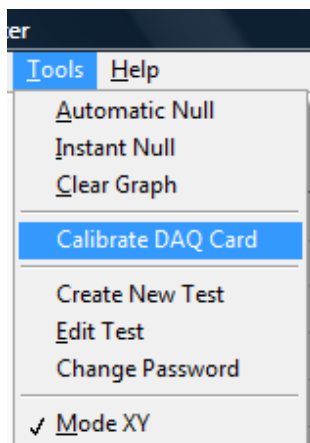 er
Tools Help
Automatic Null
Instant Null
Clear Graph
Calibrate DAQ Card
Create New Test
Edit Test
Change Password
✓ Mode XY